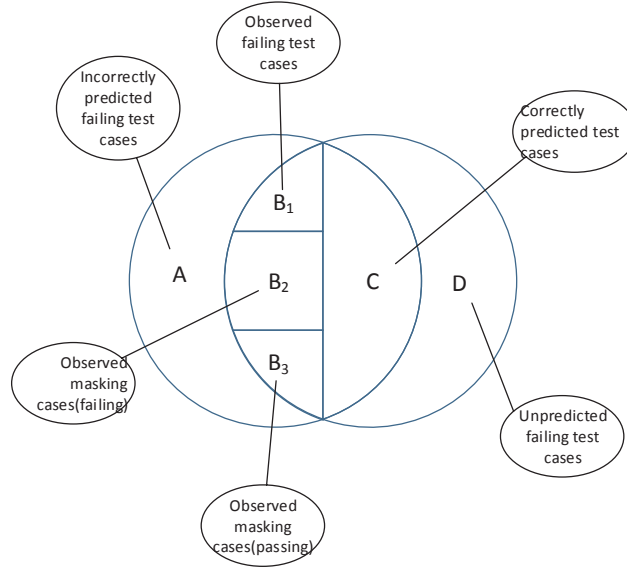 Observed
failing test
cases
Incorrectly
predicted
failing test
cases
Correctly
predicted test
cases
B1
A
B2
C
D
B3
Observed
masking
cases(failing)
Unpredicted
failing test
cases
Observed
masking
cases(passing)